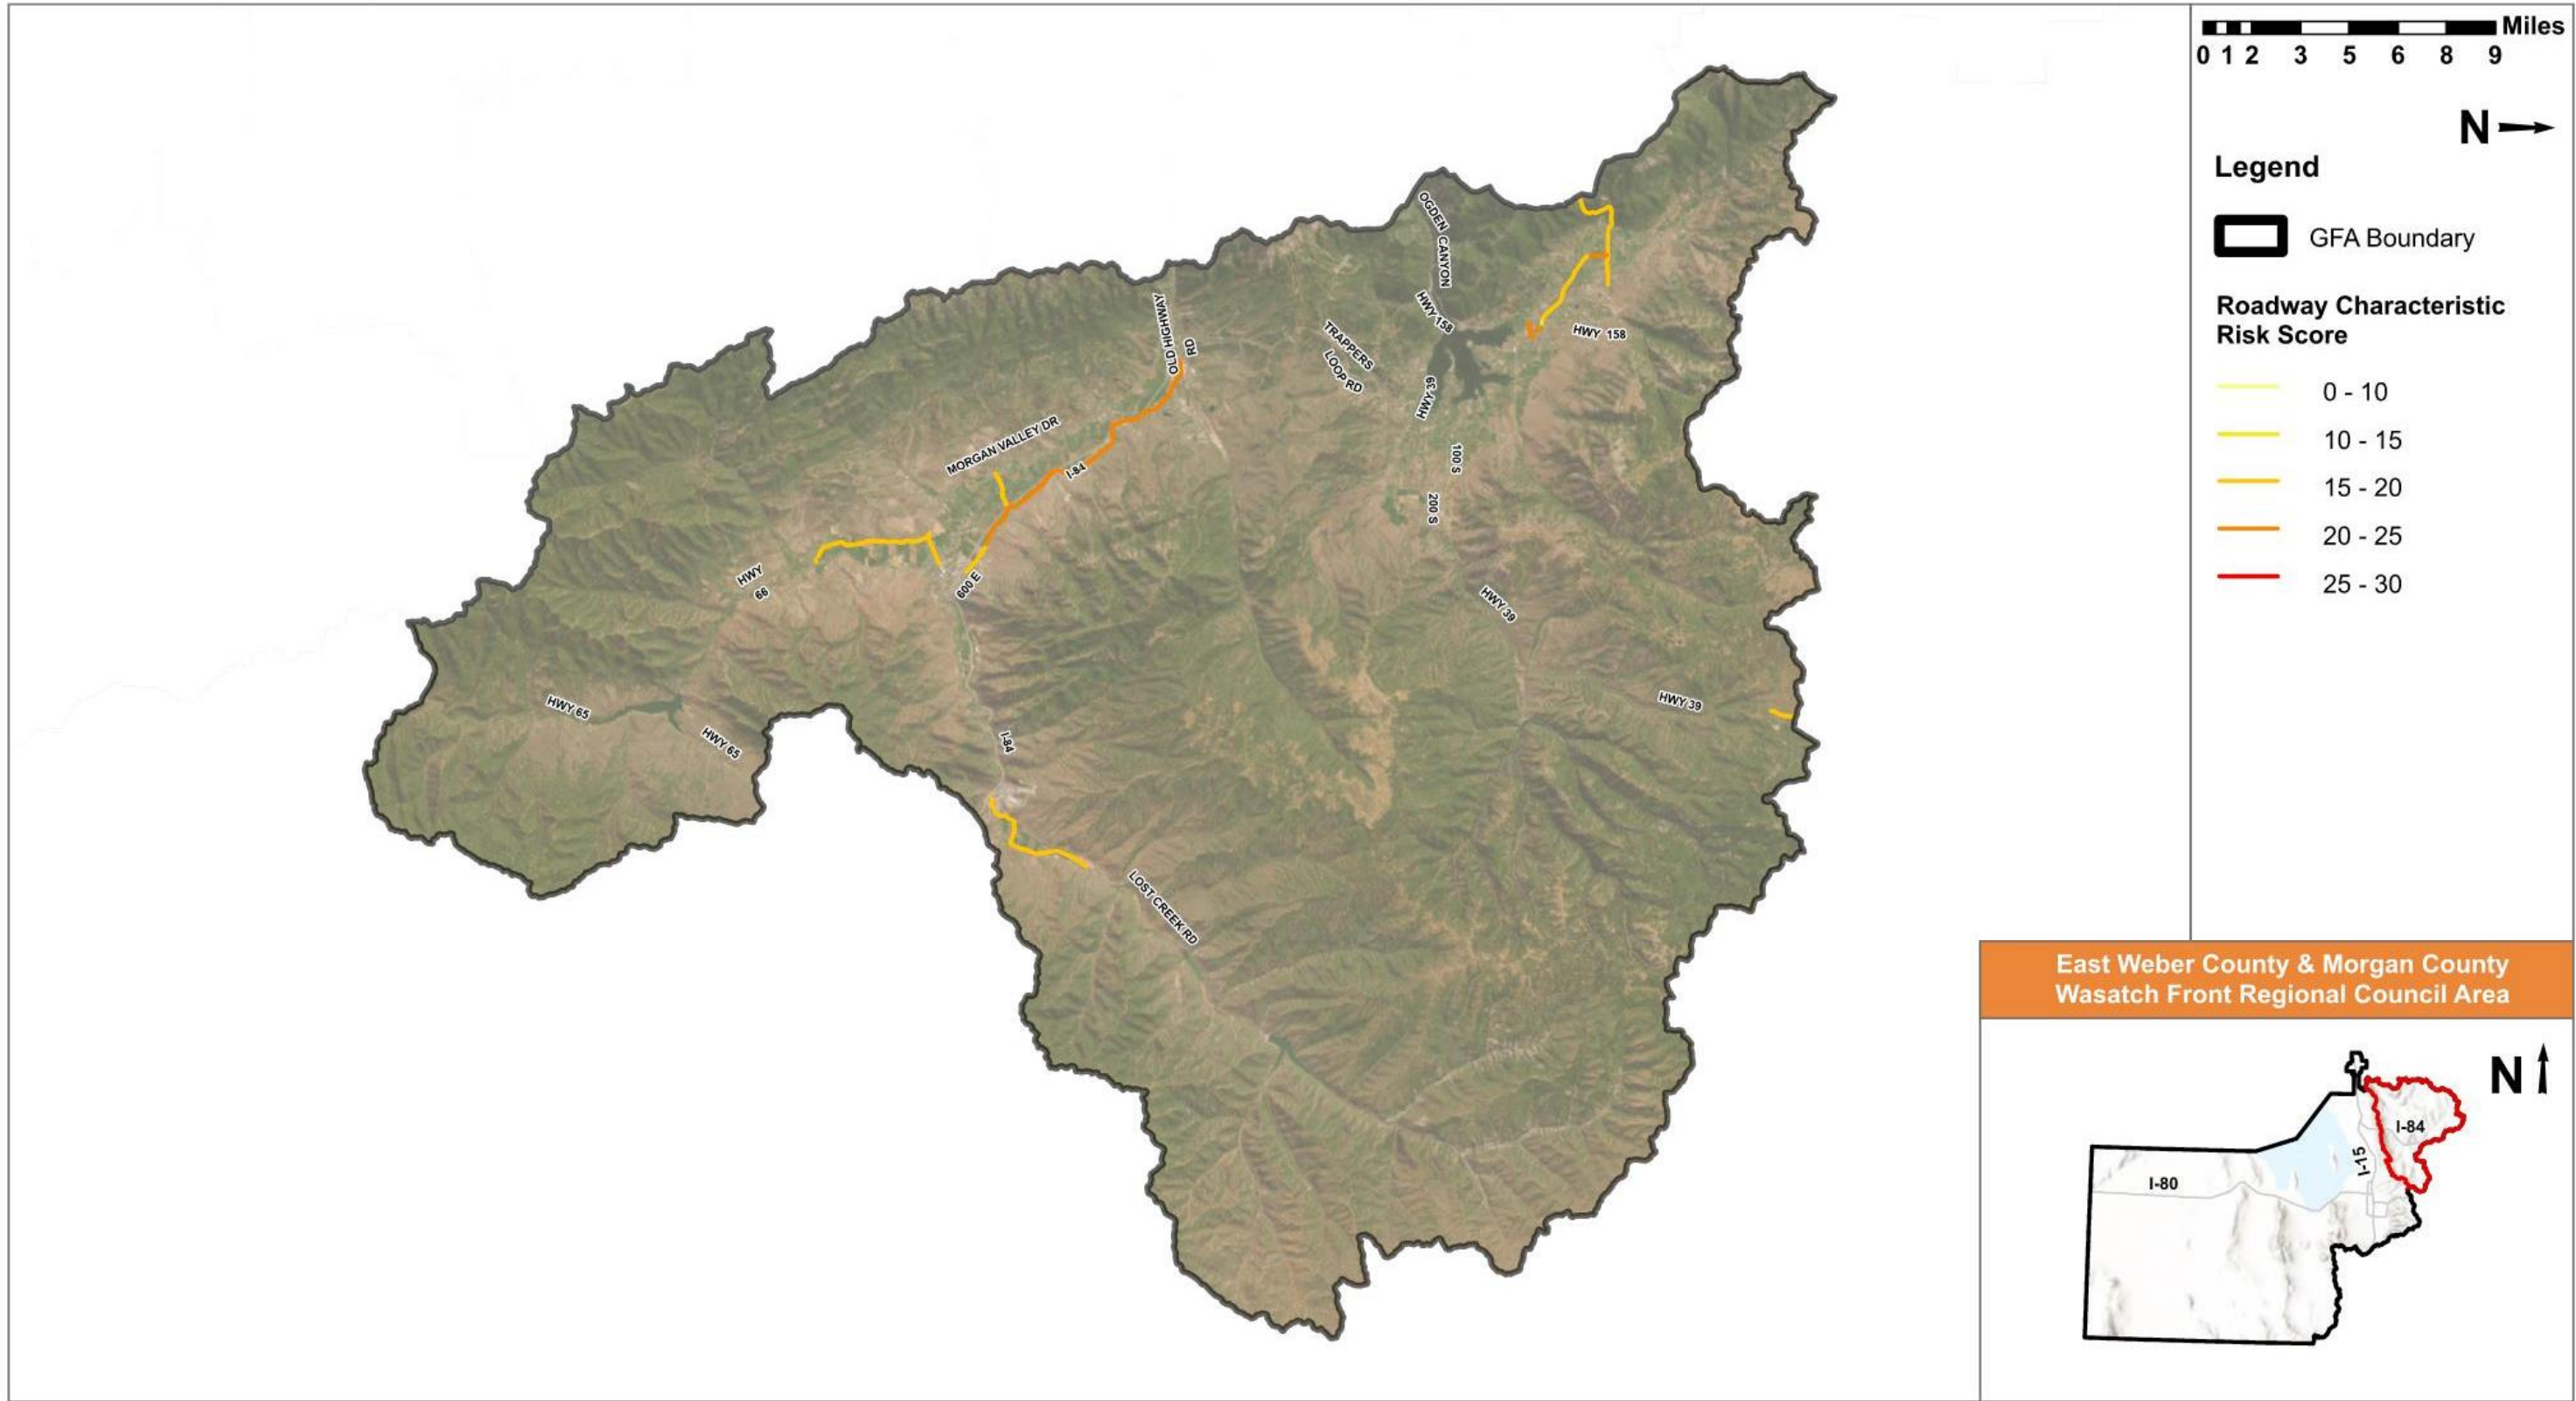 Miles
0 1 2 3 5 6 8 9
N
Legend
GFA Boundary
Roadway Characteristic
Risk Score
0 - 10
10 - 15
15 - 20
20 - 25
25 - 30
OGDEN CANYON
HWY 158
HWY 158
OLD HIGHWAY
RD
TRAPPERS
LOOP RD
HWY 39
MORGAN VALLEY DR
I-84
100 S
200 S
HWY
66
600 E
HWY 39
HWY 65
HWY 65
I-84
HWY 39
LOST CREEK RD
East Weber County & Morgan County
Wasatch Front Regional Council Area
N
I-84
I-15
I-80